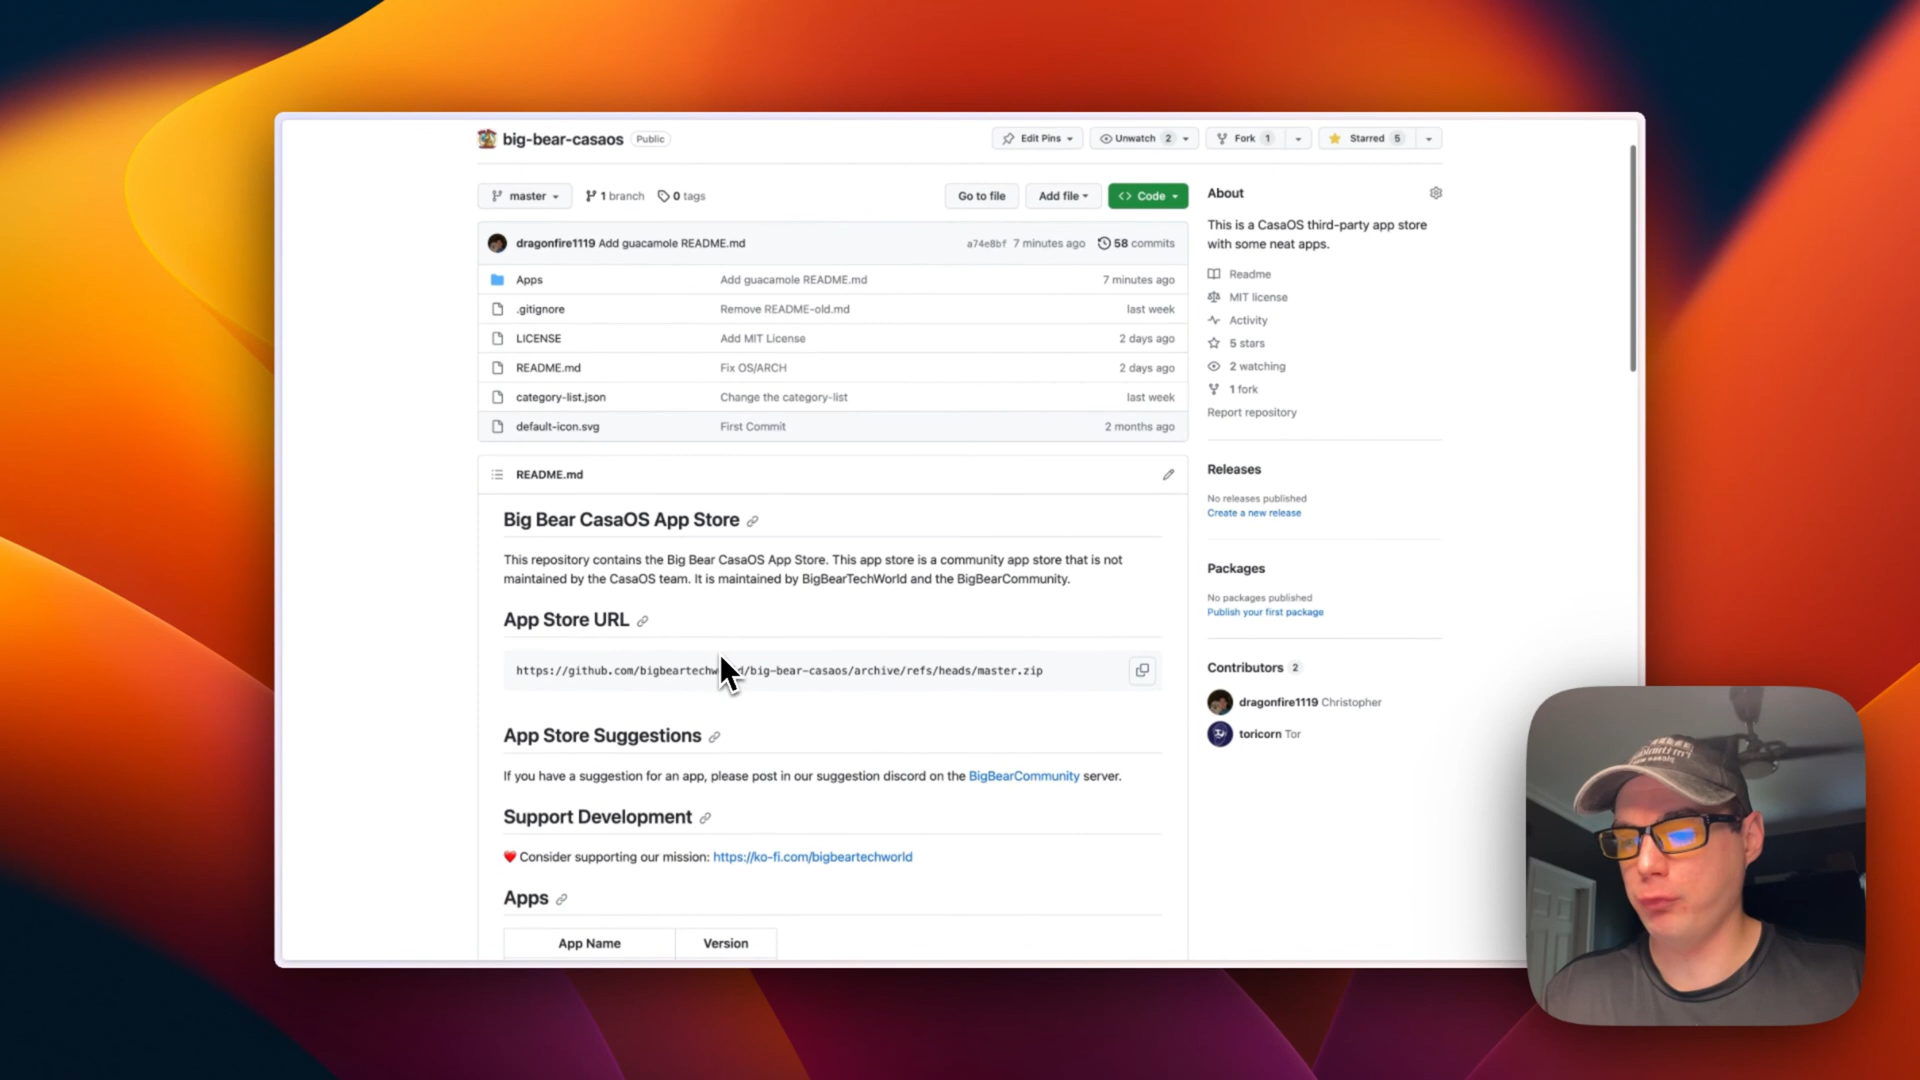 big-bear-casaos Public Edit Pins Unwatch 2 Fork 1 Starred 5
master 1 branch 0 tags Go to file Add file <> Code
dragonfire1119 Add guacamole README.md a74e8bf 7 minutes ago 58 commits
Apps Add guacamole README.md 7 minutes ago
.gitignore Remove README-old.md last week
LICENSE Add MIT License 2 days ago
README.md Fix OS/ARCH 2 days ago
category-list.json Change the category-list last week
default-icon.svg First Commit 2 months ago
README.md
Big Bear CasaOS App Store
This repository contains the Big Bear CasaOS App Store. This app store is a community app store that is not
maintained by the CasaOS team. It is maintained by BigBearTechWorld and the BigBearCommunity.
App Store URL
https://github.com/bigbeartechw d/big-bear-casaos/archive/refs/heads/master.zip
App Store Suggestions
If you have a suggestion for an app, please post in our suggestion discord on the BigBearCommunity server.
Support Development
❤️ Consider supporting our mission: https://ko-fi.com/bigbeartechworld
Apps
App Name Version
About
This is a CasaOS third-party app store
with some neat apps.
Readme
MIT license
Activity
5 stars
2 watching
1 fork
Report repository
Releases
No releases published
Create a new release
Packages
No packages published
Publish your first package
Contributors 2
dragonfire1119 Christopher
toricorn Tor